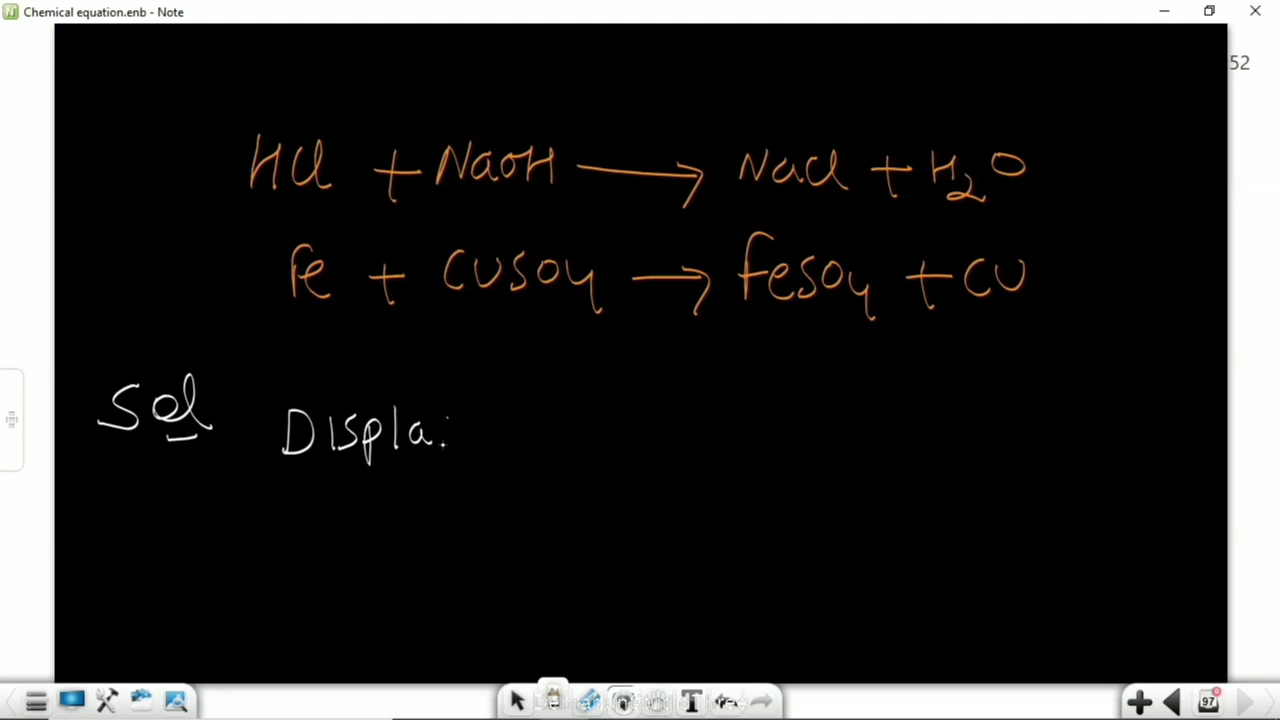 Chemical equation.enb - Note
52
HCl + NaOH → NaCl + H2O
Fe + CUSO4 → FeSO4 + CU
Sol Displa
T
97